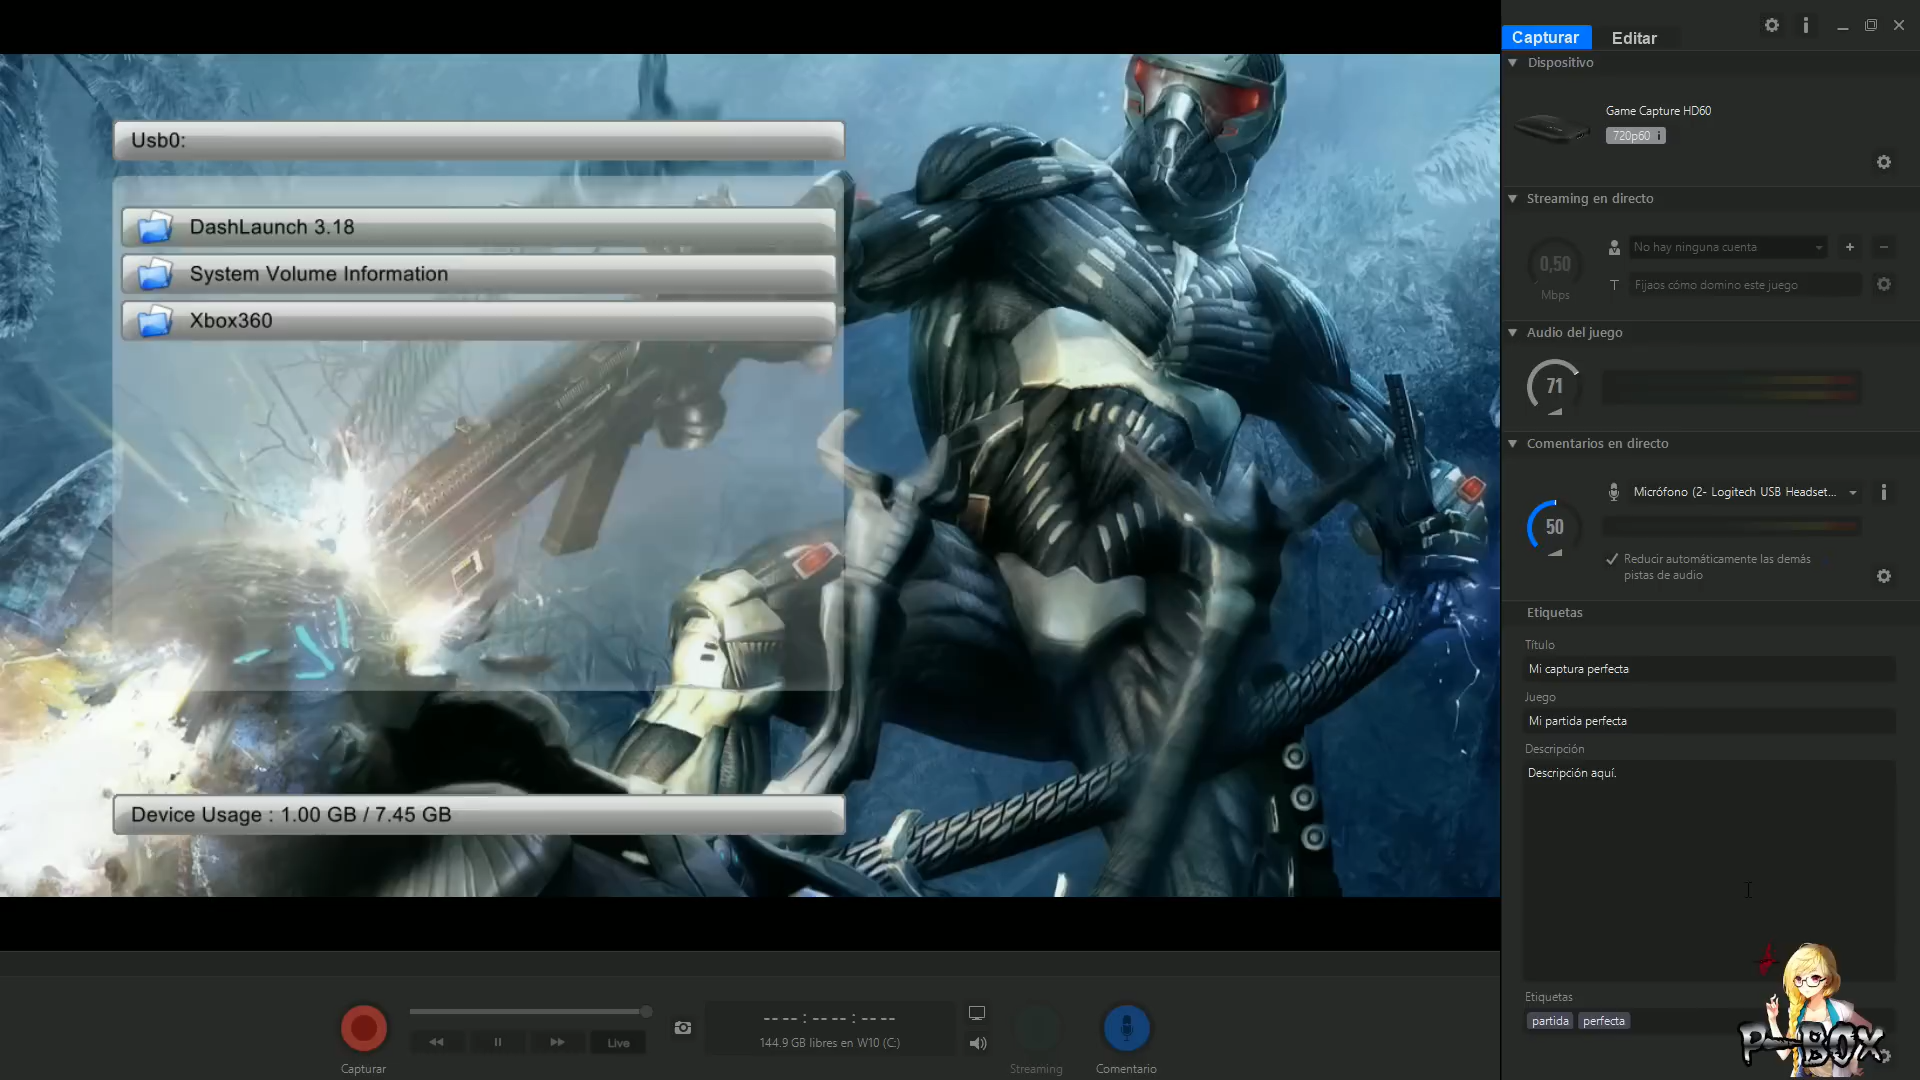 Usb0:
DashLaunch 3.18
System Volume Information
Xbox360
Device Usage : 1.00 GB / 7.45 GB
Capturar
Editar
Dispositivo
Game Capture HD60
720p60 i
Streaming en directo
0,50
Mbps
No hay ninguna cuenta
T
Fijaos cómo domino este juego
Audio del juego
71
Comentarios en directo
Micrófono (2- Logitech USB Headset...
50
Reducir automáticamente las demás
pistas de audio
Etiquetas
Título
Mi captura perfecta
Juego
Mi partida perfecta
Descripción
Descripción aquí.
Etiquetas
partida perfecta
P-BOX
Capturar
Live
-- -- : -- -- : -- --
144.9 GB libres en W10 (C:)
Streaming
Comentario